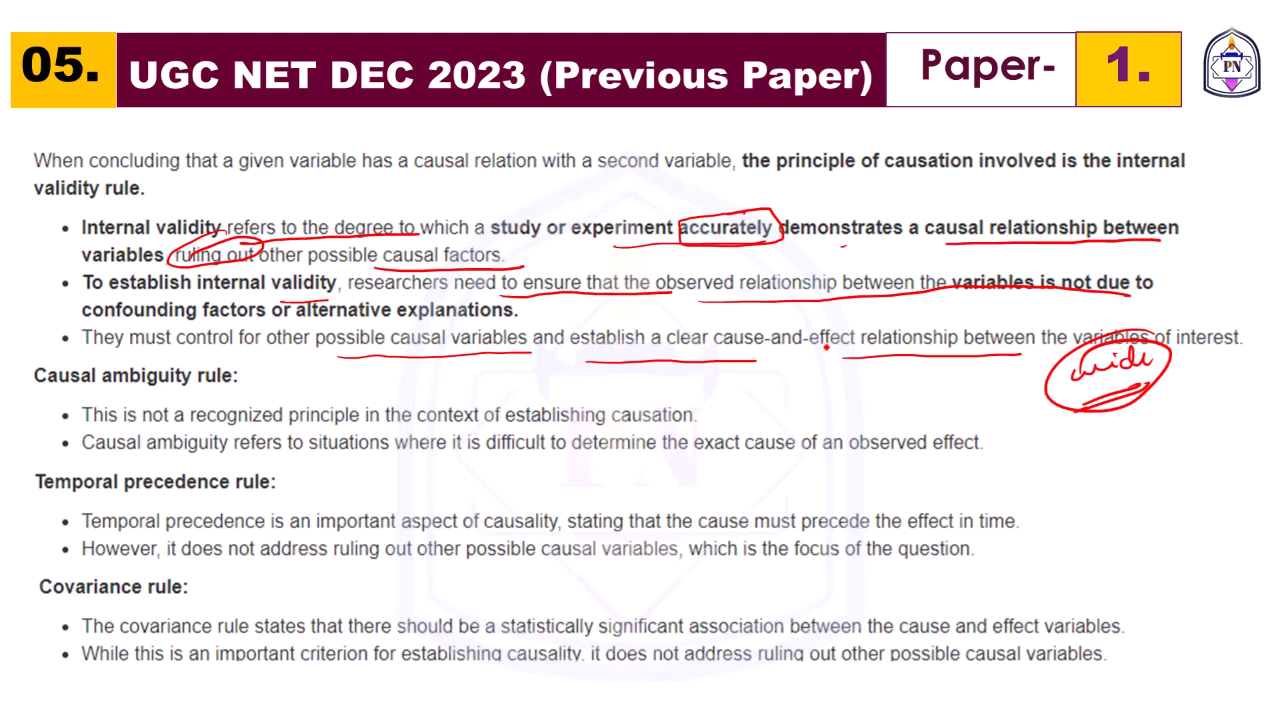 05.
UGC NET DEC 2023 (Previous Paper)
Paper-
1.
PN
When concluding that a given variable has a causal relation with a second variable, the principle of causation involved is the internal
validity rule.
• Internal validity refers to the degree to which a study or experiment accurately demonstrates a causal relationship between
variables, ruling out other possible causal factors.
• To establish internal validity, researchers need to ensure that the observed relationship between the variables is not due to
confounding factors or alternative explanations.
• They must control for other possible causal variables and establish a clear cause-and-effect relationship between the variables of interest.
Causal ambiguity rule:
• This is not a recognized principle in the context of establishing causation.
• Causal ambiguity refers to situations where it is difficult to determine the exact cause of an observed effect.
Temporal precedence rule:
• Temporal precedence is an important aspect of causality, stating that the cause must precede the effect in time.
• However, it does not address ruling out other possible causal variables, which is the focus of the question.
Covariance rule:
• The covariance rule states that there should be a statistically significant association between the cause and effect variables.
• While this is an important criterion for establishing causality, it does not address ruling out other possible causal variables.
PN